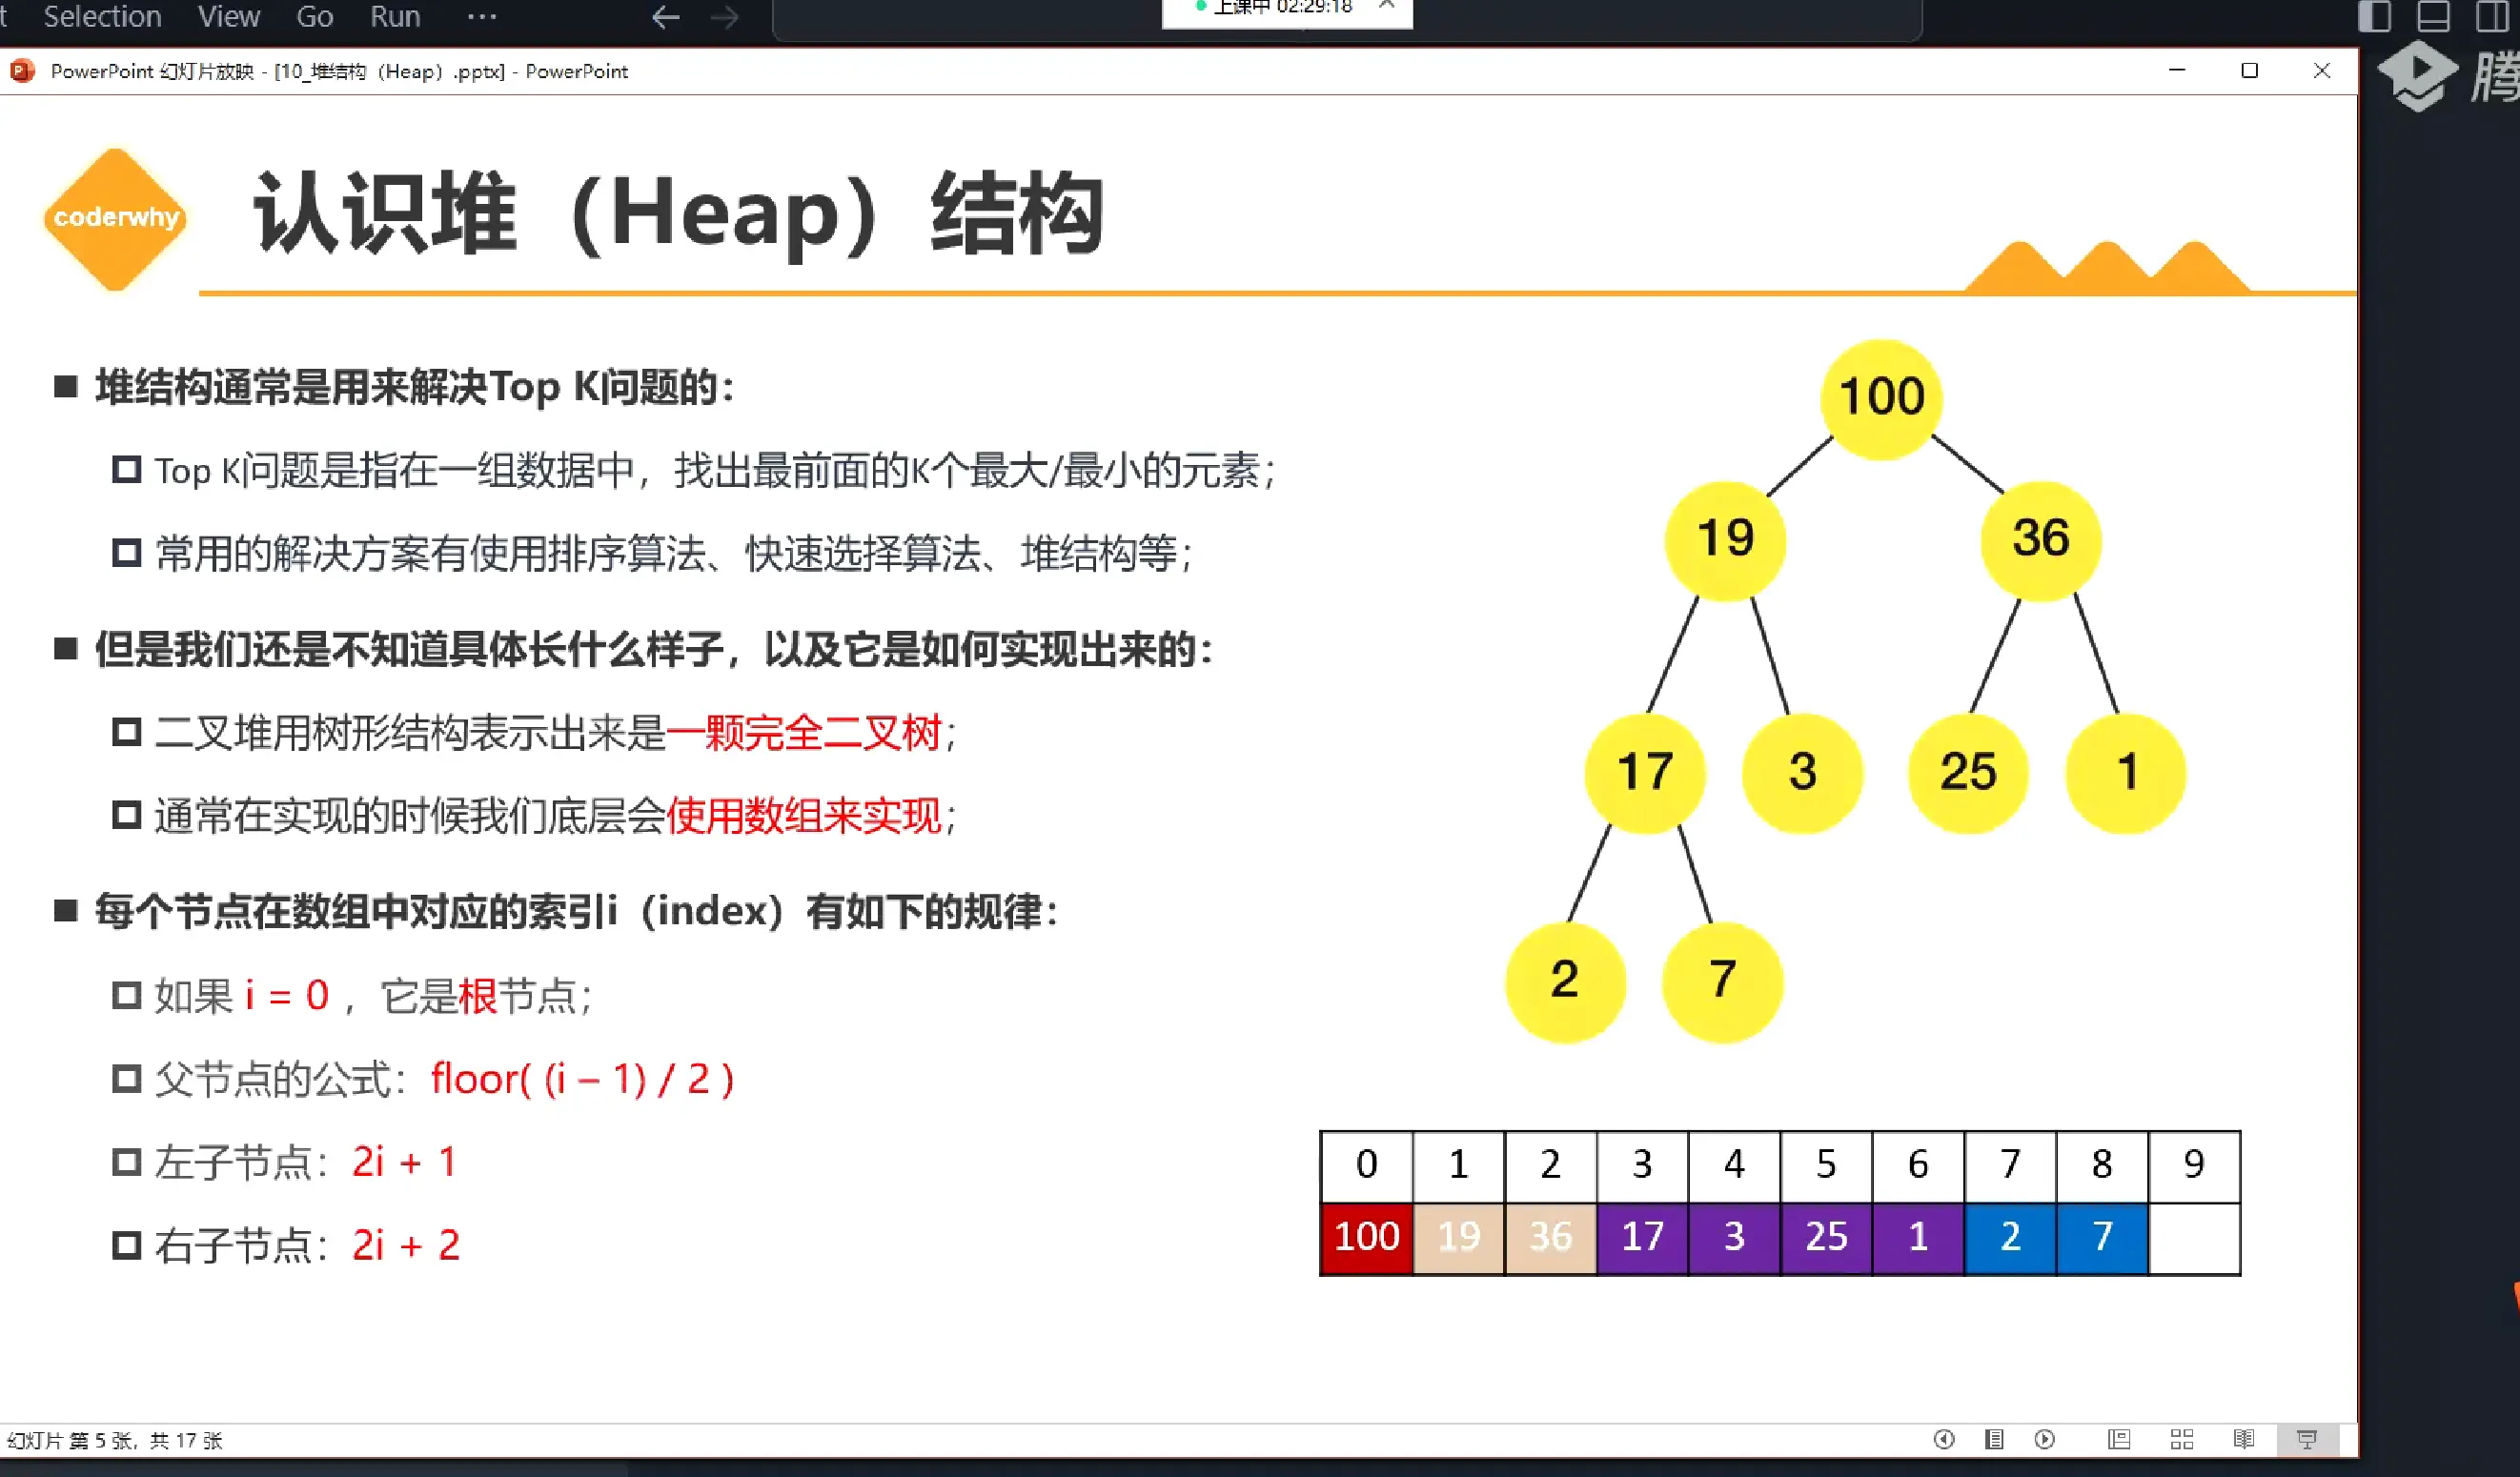 Selection View Go Run ···
上课中 02:29:18
PowerPoint 幻灯片放映 - [10_堆结构（Heap）.pptx] - PowerPoint
腾
coderwhy
认识堆（Heap）结构
堆结构通常是用来解决Top K问题的：
Top K问题是指在一组数据中，找出最前面的K个最大/最小的元素；
常用的解决方案有使用排序算法、快速选择算法、堆结构等；
但是我们还是不知道具体长什么样子，以及它是如何实现出来的：
二叉堆用树形结构表示出来是一颗完全二叉树；
通常在实现的时候我们底层会使用数组来实现；
每个节点在数组中对应的索引i（index）有如下的规律：
如果 i = 0 ，它是根节点；
父节点的公式：floor( (i – 1) / 2 )
左子节点：2i + 1
右子节点：2i + 2
100
19 36
17 3 25 1
2 7
0 1 2 3 4 5 6 7 8 9
100 19 36 17 3 25 1 2 7
幻灯片 第 5 张，共 17 张